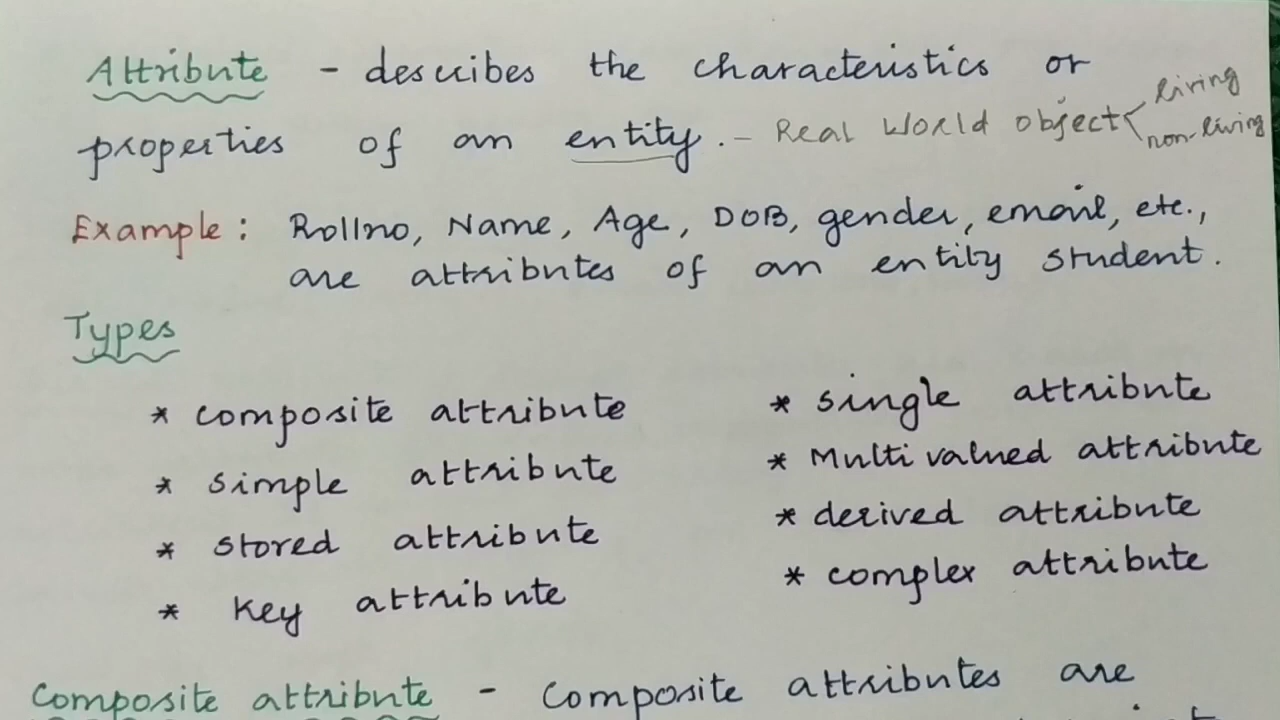 Attribute - describes the characteristics or
properties of an entity. - Real World object living
non-living
Example: Rollno, Name, Age, DOB, gender, email, etc.,
are attributes of an entity student.
Types
* composite attribute
* simple attribute
* stored attribute
* Key attribute
* single attribute
* Multi valued attribute
* derived attribute
* complex attribute
Composite attribute - Composite attributes are